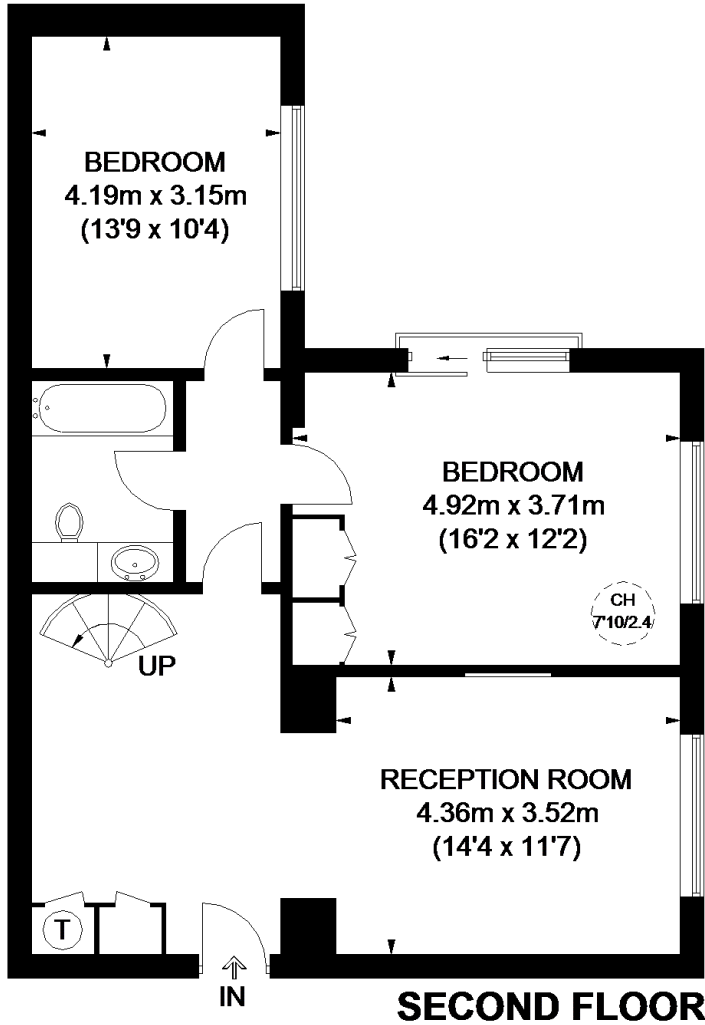 BEDROOM
4.19m x 3.15m
(13'9 x 10'4)
BEDROOM
4.92m x 3.71m
(16'2 x 12'2)
CH
7'10/2.4
UP
RECEPTION ROOM
4.36m x 3.52m
(14'4 x 11'7)
T
IN
SECOND FLOOR